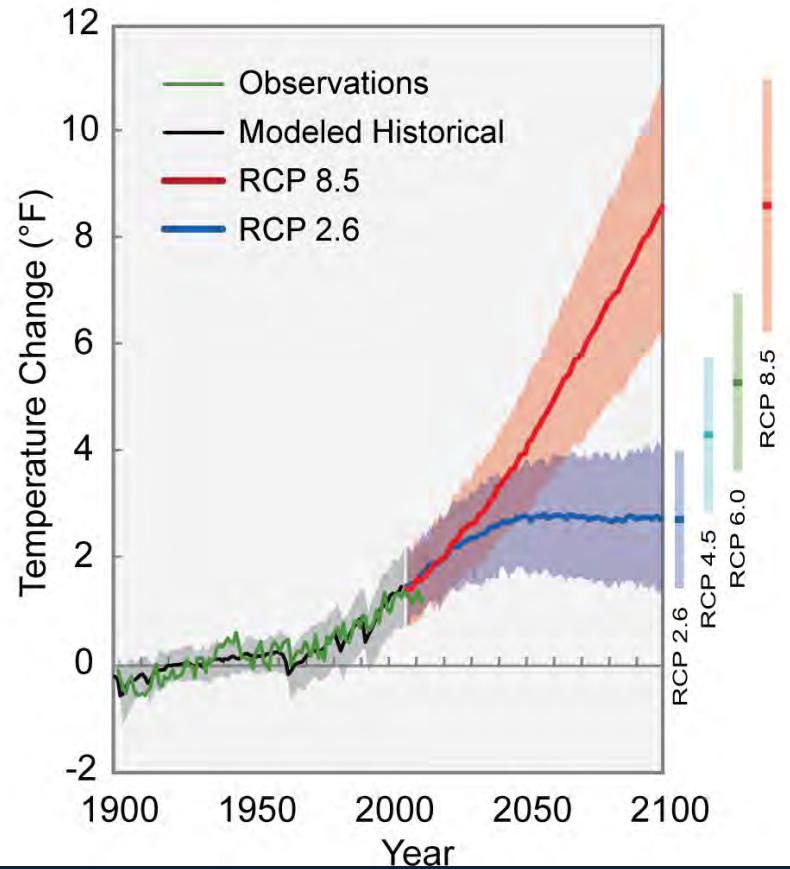 12
10
8
6
4
2
0
-2
Temperature Change (°F)
Observations
Modeled Historical
RCP 8.5
RCP 2.6
1900 1950 2000 2050 2100
Year
RCP 2.6
RCP 4.5
RCP 6.0
RCP 8.5